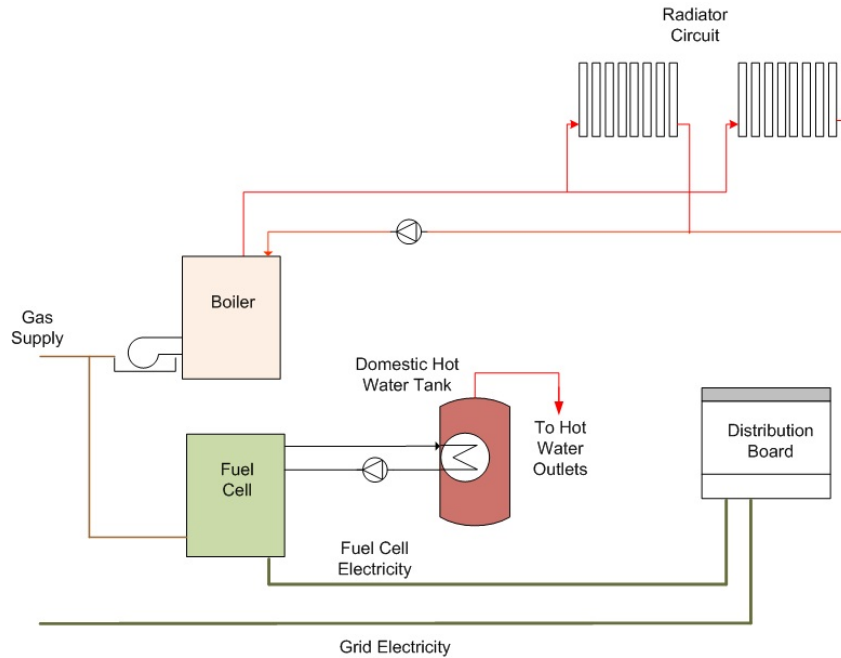 Radiator
Circuit
Boiler
Gas
Supply
Domestic Hot
Water Tank
To Hot
Water
Outlets
Distribution
Board
Fuel
Cell
Fuel Cell
Electricity
Grid Electricity